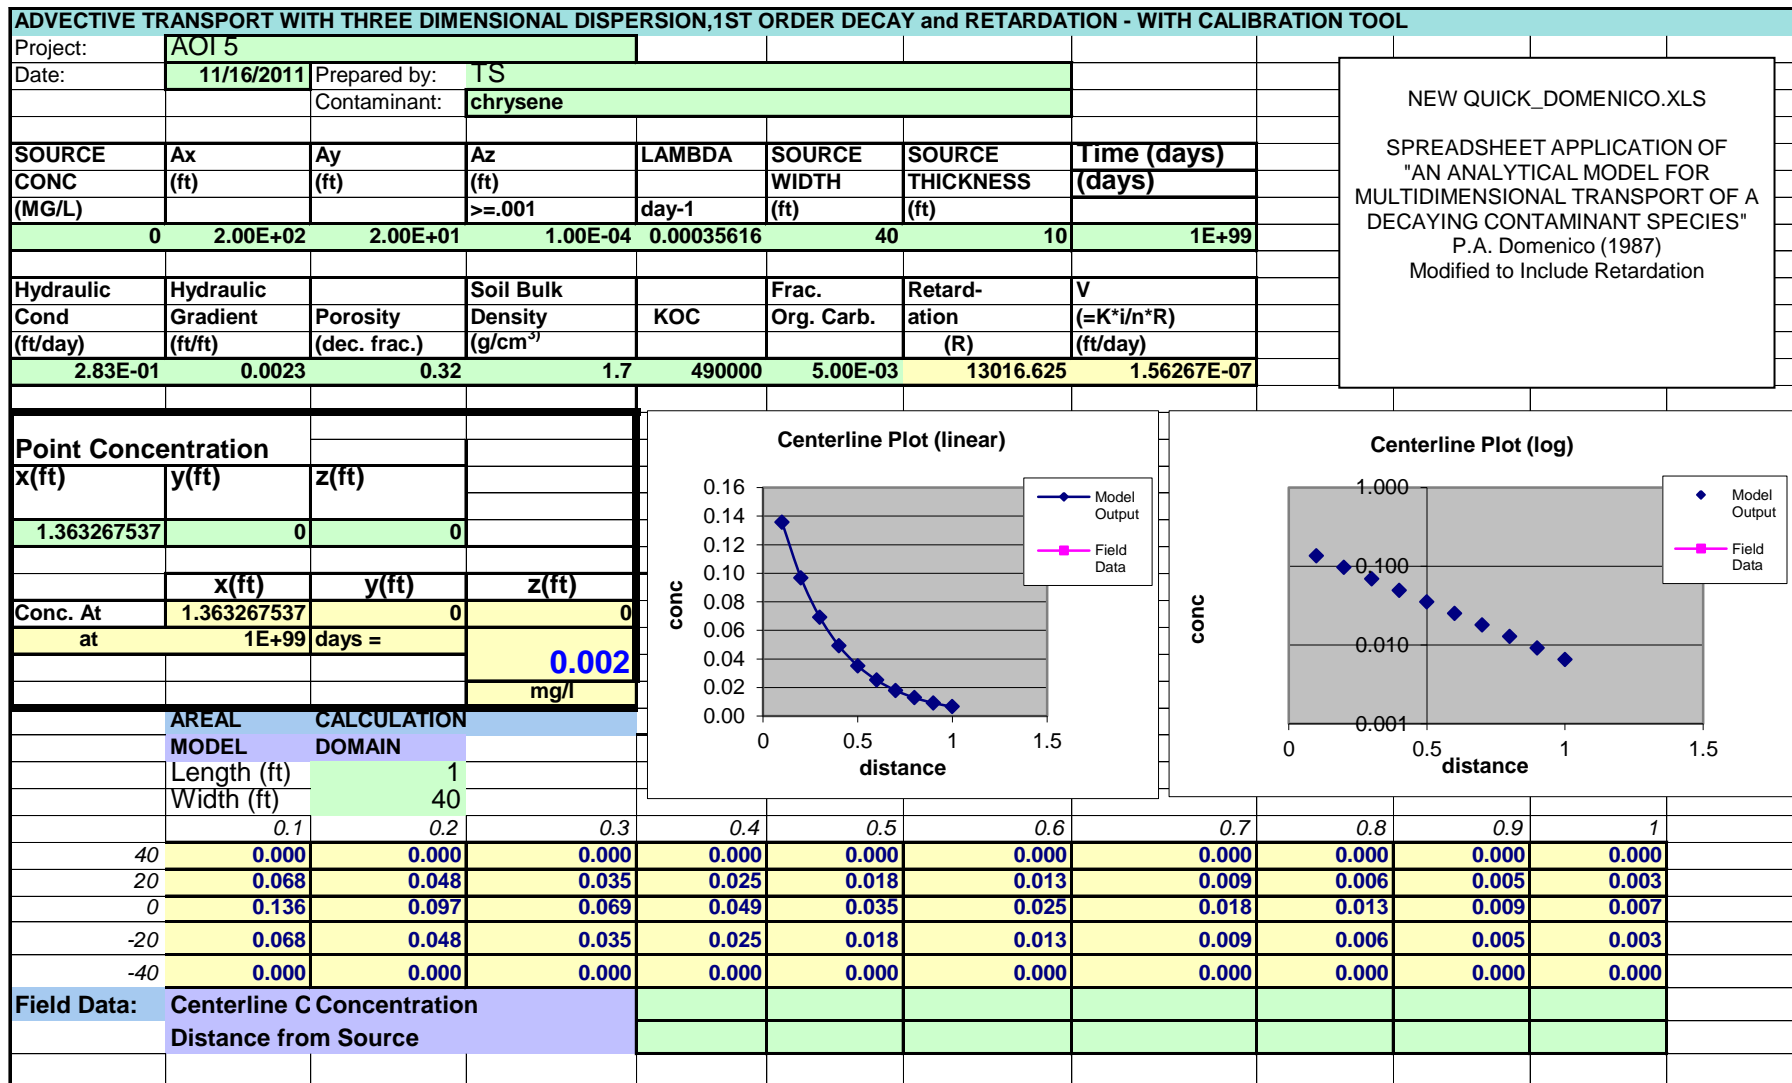 ADVECTIVE TRANSPORT WITH THREE DIMENSIONAL DISPERSION,1ST ORDER DECAY and RETARDATION - WITH CALIBRATION TOOL
Project: AOI 5
Date: 11/16/2011 Prepared by: TS
Contaminant: chrysene
NEW QUICK_DOMENICO.XLS
SPREADSHEET APPLICATION OF
"AN ANALYTICAL MODEL FOR
MULTIDIMENSIONAL TRANSPORT OF A
DECAYING CONTAMINANT SPECIES"
P.A. Domenico (1987)
Modified to Include Retardation
SOURCE Ax Ay Az LAMBDA SOURCE SOURCE Time (days)
CONC (ft) (ft) (ft) WIDTH THICKNESS (days)
(MG/L) >=.001 day-1 (ft) (ft)
0 2.00E+02 2.00E+01 1.00E-04 0.00035616 40 10 1E+99
Hydraulic Hydraulic Soil Bulk Frac. Retard- V
Cond Gradient Porosity Density KOC Org. Carb. ation (=K*i/n*R)
(ft/day) (ft/ft) (dec. frac.) (g/cm3) (R) (ft/day)
2.83E-01 0.0023 0.32 1.7 490000 5.00E-03 13016.625 1.56267E-07
Point Concentration
x(ft) y(ft) z(ft)
1.363267537 0 0
x(ft) y(ft) z(ft)
Conc. At 1.363267537 0 0
at 1E+99 days =
0.002
mg/l
Centerline Plot (linear)
0.16
0.14
0.12
0.10
0.08
0.06
0.04
0.02
0.00
0 0.5 1 1.5
conc
distance
Model Output
Field Data
Centerline Plot (log)
1.000
0.100
0.010
0.001
0 0.5 1 1.5
conc
distance
Model Output
Field Data
AREAL CALCULATION
MODEL DOMAIN
Length (ft) 1
Width (ft) 40
0.1 0.2 0.3 0.4 0.5 0.6 0.7 0.8 0.9 1
40 0.000 0.000 0.000 0.000 0.000 0.000 0.000 0.000 0.000 0.000
20 0.068 0.048 0.035 0.025 0.018 0.013 0.009 0.006 0.005 0.003
0 0.136 0.097 0.069 0.049 0.035 0.025 0.018 0.013 0.009 0.007
-20 0.068 0.048 0.035 0.025 0.018 0.013 0.009 0.006 0.005 0.003
-40 0.000 0.000 0.000 0.000 0.000 0.000 0.000 0.000 0.000 0.000
Field Data: Centerline C Concentration
Distance from Source